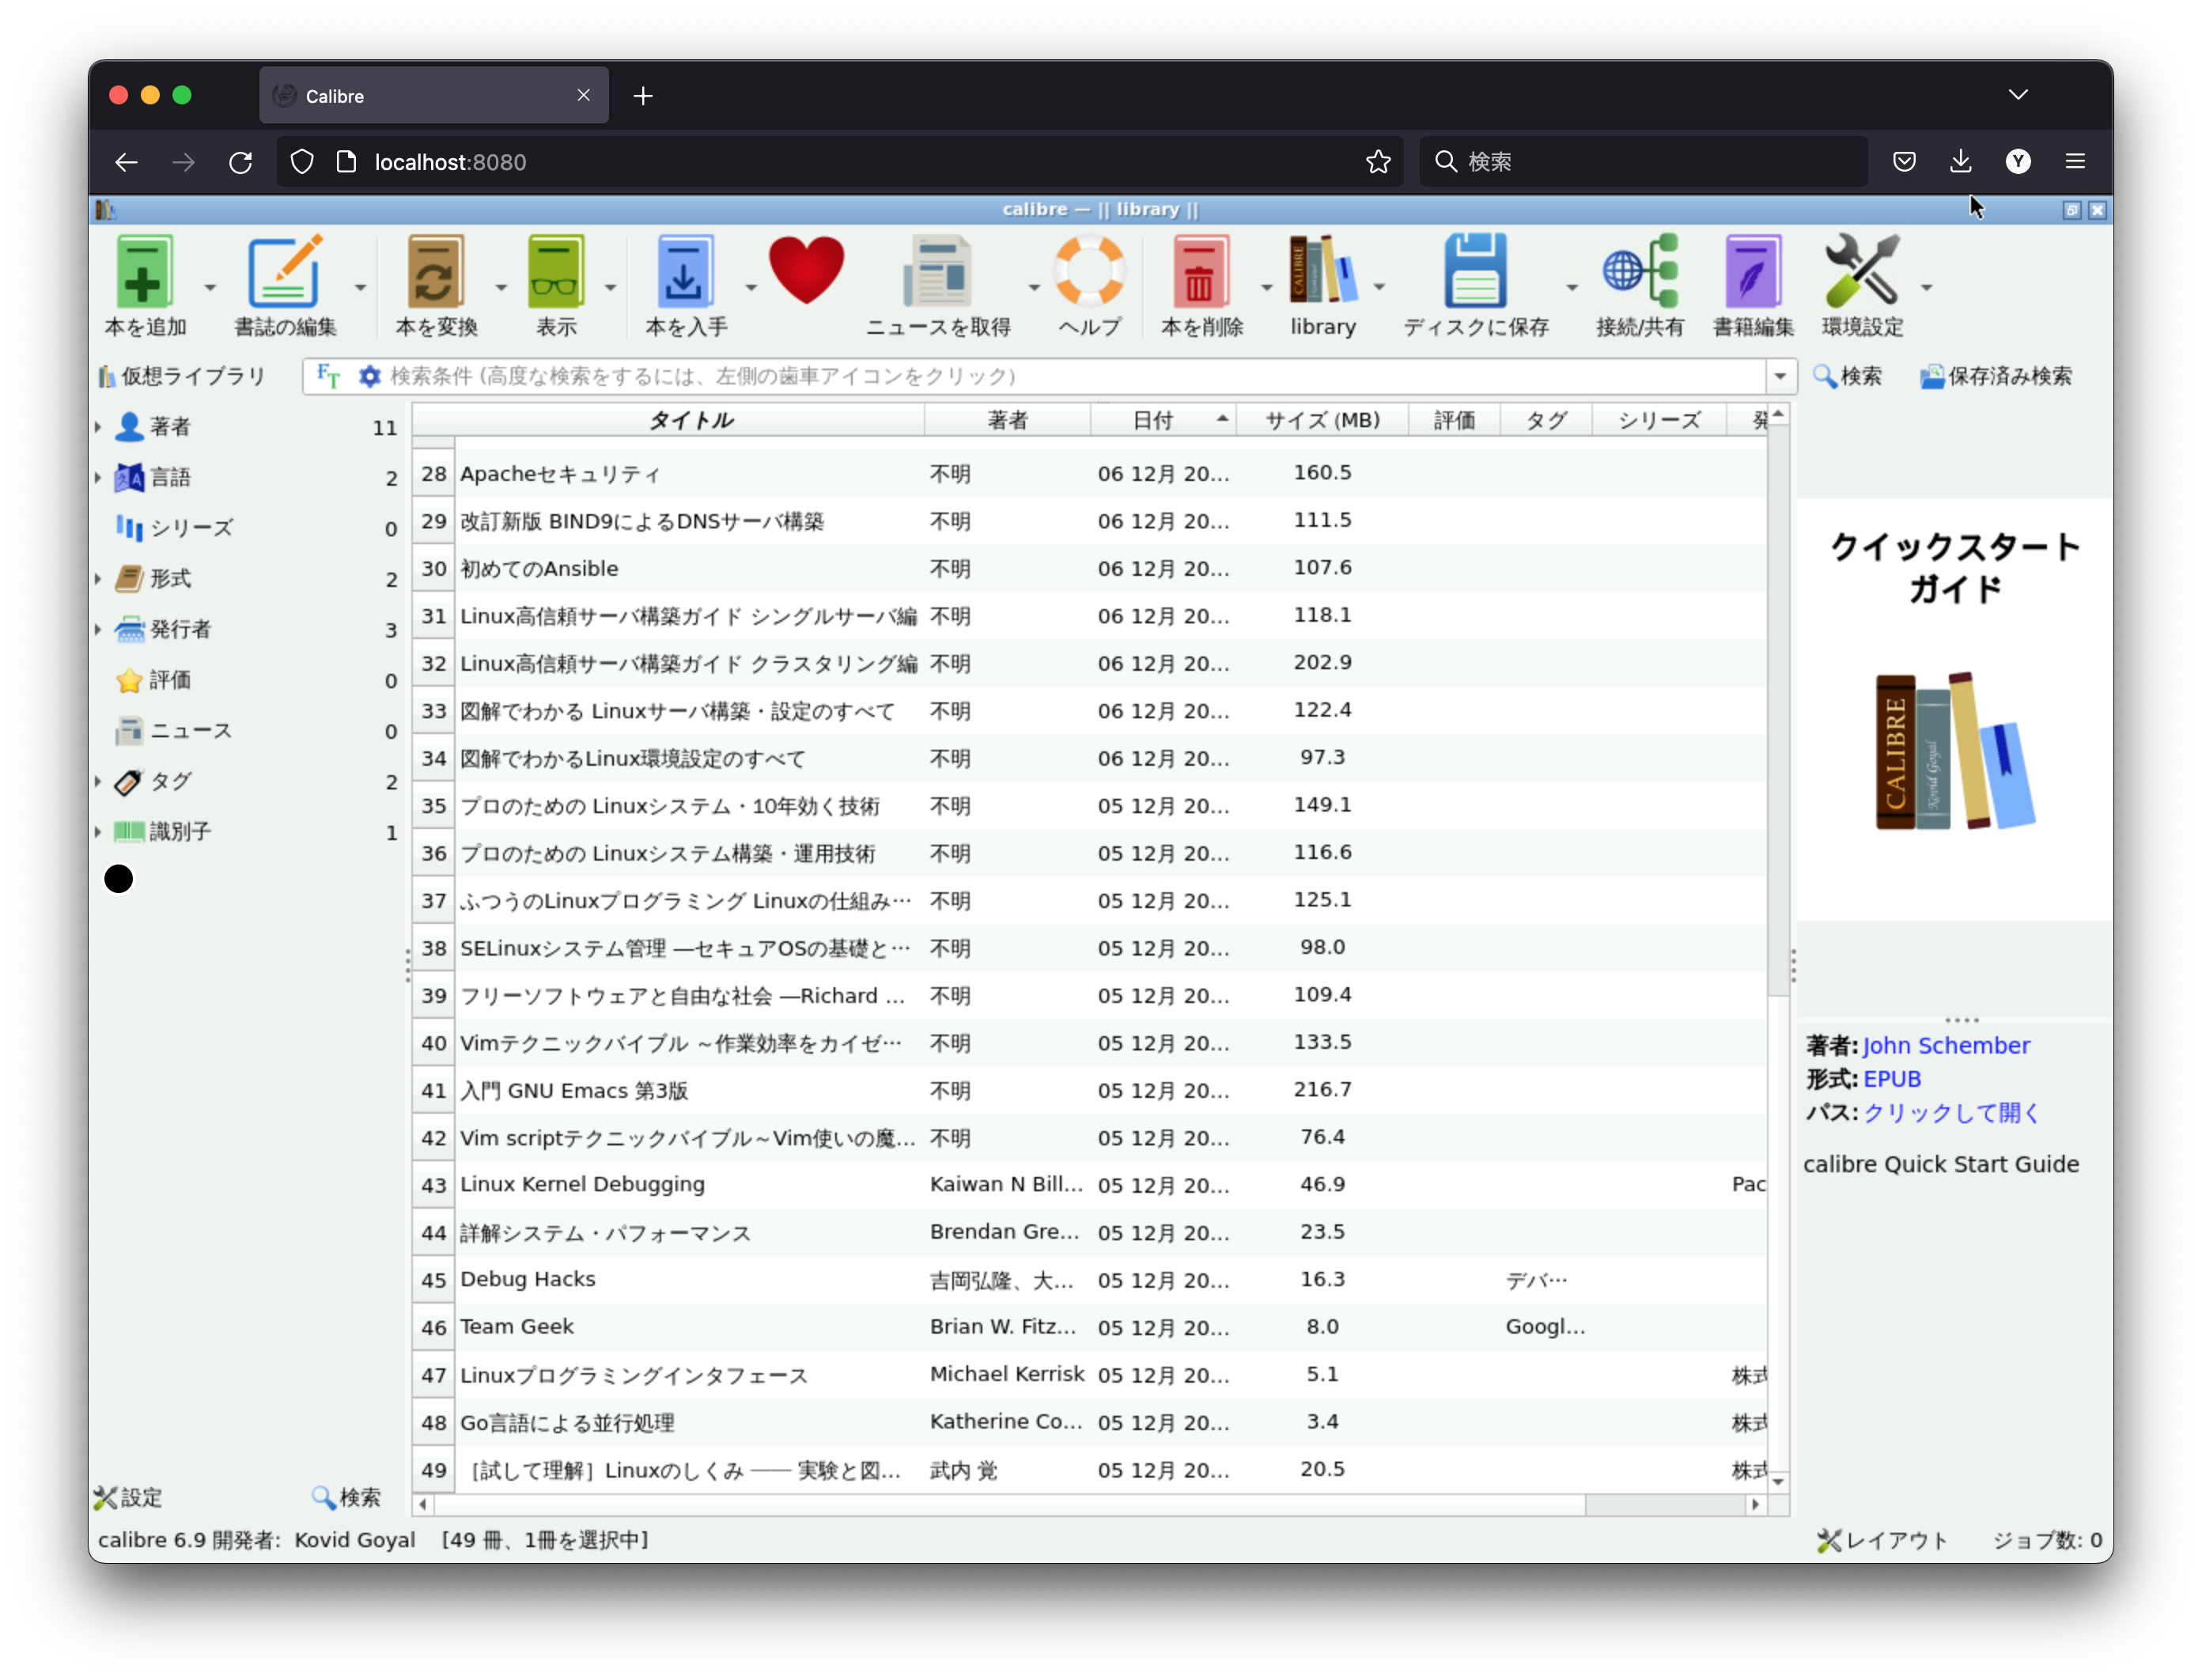 Calibre
localhost:8080
検索
Y
calibre — || library ||
本を追加
書誌の編集
本を変換
表示
本を入手
ニュースを取得
ヘルプ
本を削除
library
ディスクに保存
接続/共有
書籍編集
環境設定
仮想ライブラリ
検索条件 (高度な検索をするには、左側の歯車アイコンをクリック)
検索
保存済み検索
著者 11
言語 2
シリーズ 0
形式 2
発行者 3
評価 0
ニュース 0
タグ 2
識別子 1
設定
検索
タイトル 著者 日付 サイズ (MB) 評価 タグ シリーズ 発
28 Apacheセキュリティ 不明 06 12月 20... 160.5
29 改訂新版 BIND9によるDNSサーバ構築 不明 06 12月 20... 111.5
30 初めてのAnsible 不明 06 12月 20... 107.6
31 Linux高信頼サーバ構築ガイド シングルサーバ編 不明 06 12月 20... 118.1
32 Linux高信頼サーバ構築ガイド クラスタリング編 不明 06 12月 20... 202.9
33 図解でわかる Linuxサーバ構築・設定のすべて 不明 06 12月 20... 122.4
34 図解でわかるLinux環境設定のすべて 不明 06 12月 20... 97.3
35 プロのための Linuxシステム・10年効く技術 不明 05 12月 20... 149.1
36 プロのための Linuxシステム構築・運用技術 不明 05 12月 20... 116.6
37 ふつうのLinuxプログラミング Linuxの仕組み… 不明 05 12月 20... 125.1
38 SELinuxシステム管理 —セキュアOSの基礎と… 不明 05 12月 20... 98.0
39 フリーソフトウェアと自由な社会 —Richard ... 不明 05 12月 20... 109.4
40 Vimテクニックバイブル ～作業効率をカイゼ… 不明 05 12月 20... 133.5
41 入門 GNU Emacs 第3版 不明 05 12月 20... 216.7
42 Vim scriptテクニックバイブル～Vim使いの魔... 不明 05 12月 20... 76.4
43 Linux Kernel Debugging Kaiwan N Bill... 05 12月 20... 46.9 Pac
44 詳解システム・パフォーマンス Brendan Gre... 05 12月 20... 23.5
45 Debug Hacks 吉岡弘隆、大... 05 12月 20... 16.3 デバ…
46 Team Geek Brian W. Fitz... 05 12月 20... 8.0 Googl...
47 Linuxプログラミングインタフェース Michael Kerrisk 05 12月 20... 5.1 株式
48 Go言語による並行処理 Katherine Co... 05 12月 20... 3.4 株式
49 ［試して理解］Linuxのしくみ ―― 実験と図... 武内 覚 05 12月 20... 20.5 株式
クイックスタート
ガイド
CALIBRE
Kovid Goyal
著者: John Schember
形式: EPUB
パス: クリックして開く
calibre Quick Start Guide
calibre 6.9 開発者: Kovid Goyal [49 冊、1冊を選択中]
レイアウト
ジョブ数: 0